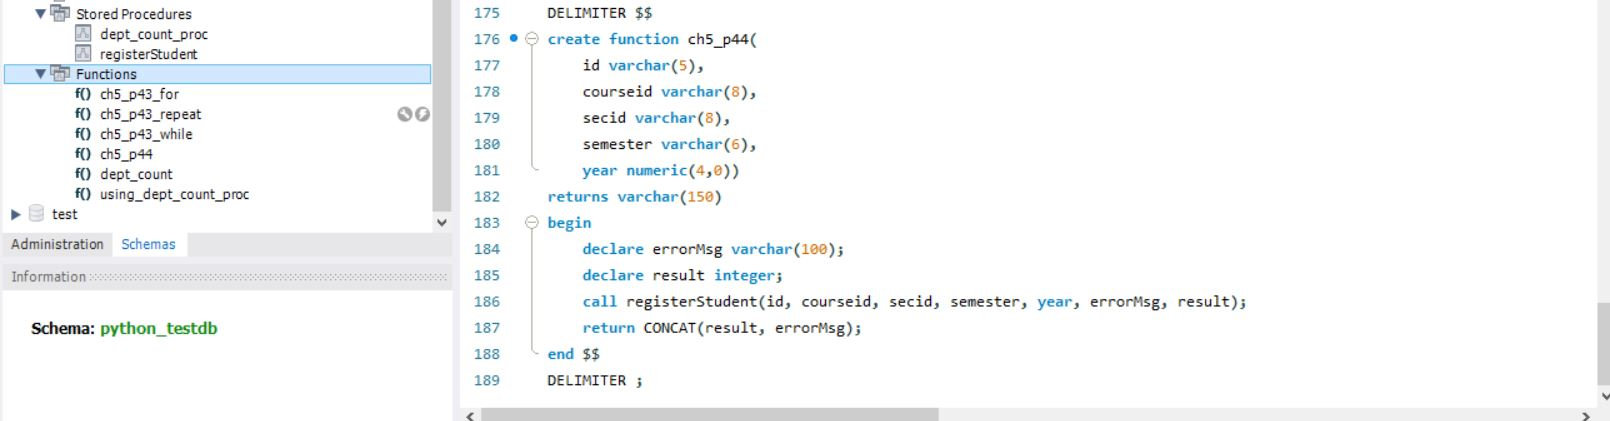 Stored Procedures
dept_count_proc
registerStudent
Functions
f() ch5_p43_for
f() ch5_p43_repeat
f() ch5_p43_while
f() ch5_p44
f() dept_count
f() using_dept_count_proc
test
Administration Schemas
Information
Schema: python_testdb
175 DELIMITER $$
176 create function ch5_p44(
177 id varchar(5),
178 courseid varchar(8),
179 secid varchar(8),
180 semester varchar(6),
181 year numeric(4,0))
182 returns varchar(150)
183 begin
184 declare errorMsg varchar(100);
185 declare result integer;
186 call registerStudent(id, courseid, secid, semester, year, errorMsg, result);
187 return CONCAT(result, errorMsg);
188 end $$
189 DELIMITER ;